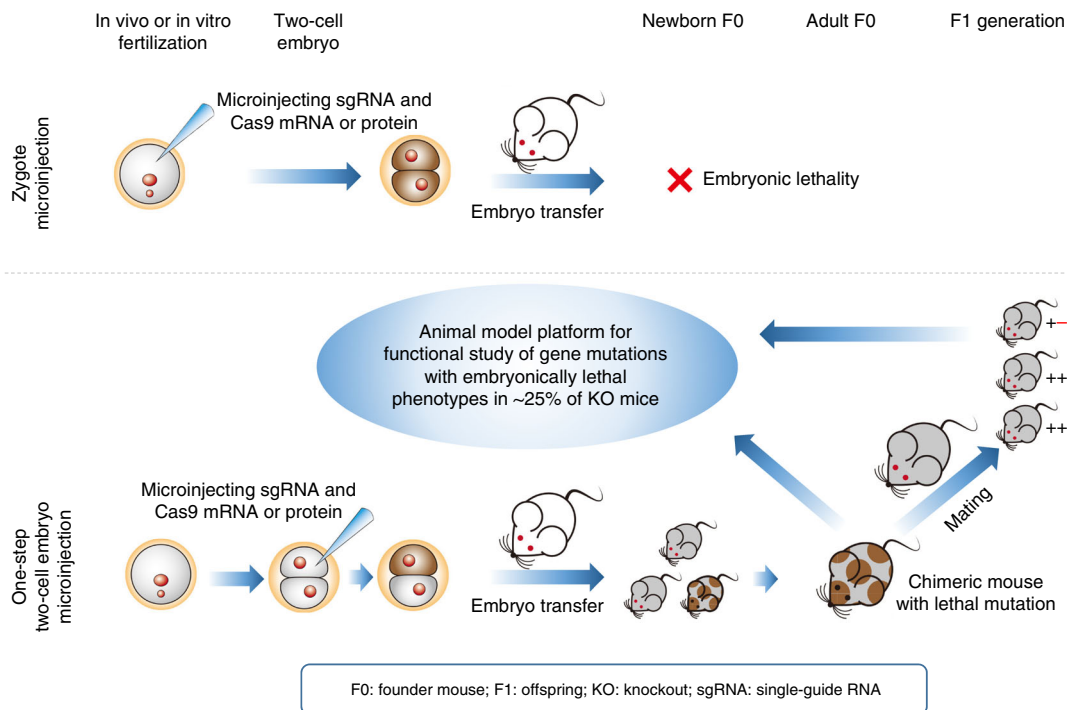 In vivo or in vitro
fertilization
Two-cell
embryo
Newborn F0
Adult F0
F1 generation
Zygote
microinjection
Microinjecting sgRNA and
Cas9 mRNA or protein
Embryo transfer
Embryonic lethality
Animal model platform for
functional study of gene mutations
with embryonically lethal
phenotypes in ~25% of KO mice
+−
++
++
One-step
two-cell embryo
microinjection
Microinjecting sgRNA and
Cas9 mRNA or protein
Embryo transfer
Mating
Chimeric mouse
with lethal mutation
F0: founder mouse; F1: offspring; KO: knockout; sgRNA: single-guide RNA